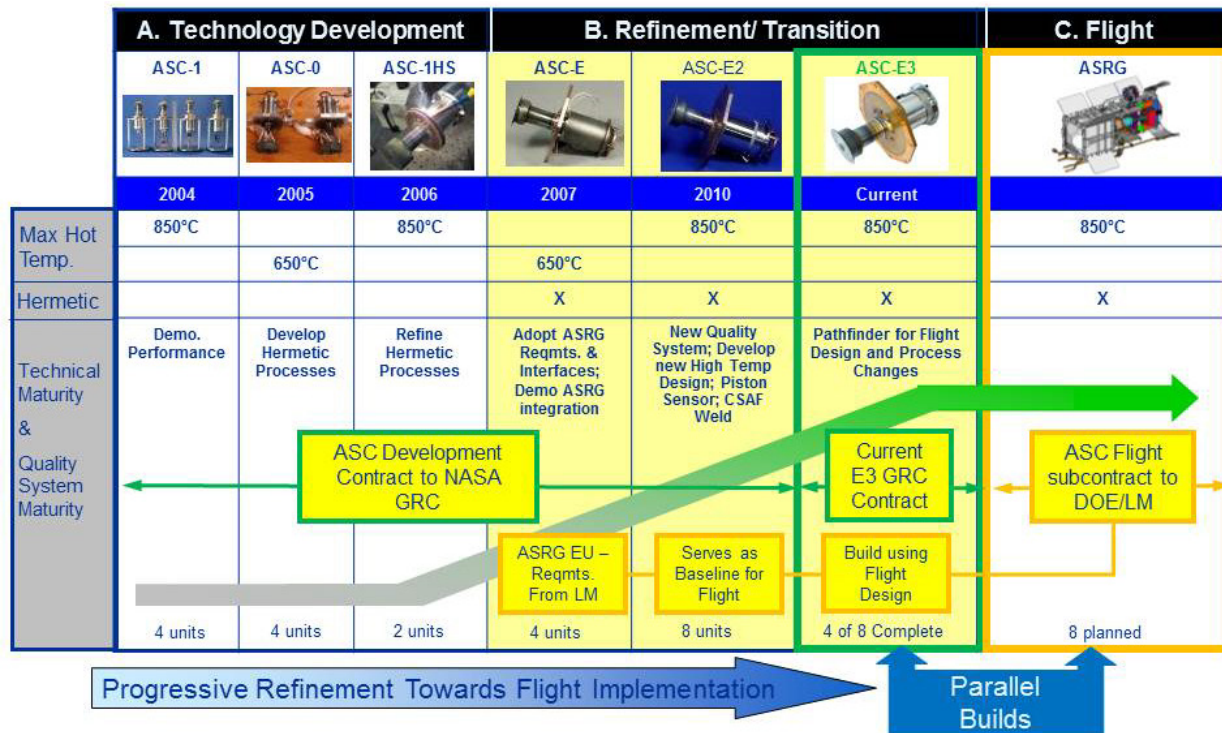 A. Technology Development
B. Refinement/ Transition
C. Flight
ASC-1
ASC-0
ASC-1HS
ASC-E
ASC-E2
ASC-E3
ASRG
2004
2005
2006
2007
2010
Current
Max Hot
Temp.
850°C
850°C
850°C
850°C
850°C
650°C
650°C
Hermetic
X
X
X
X
Technical
Maturity
&
Quality
System
Maturity
Demo.
Performance
Develop
Hermetic
Processes
Refine
Hermetic
Processes
Adopt ASRG
Reqmts. &
Interfaces;
Demo ASRG
integration
New Quality
System; Develop
new High Temp
Design; Piston
Sensor; CSAF
Weld
Pathfinder for Flight
Design and Process
Changes
ASC Development
Contract to NASA
GRC
Current
E3 GRC
Contract
ASC Flight
subcontract to
DOE/LM
ASRG EU –
Reqmts.
From LM
Serves as
Baseline for
Flight
Build using
Flight
Design
4 units
4 units
2 units
4 units
8 units
4 of 8 Complete
8 planned
Progressive Refinement Towards Flight Implementation
Parallel
Builds